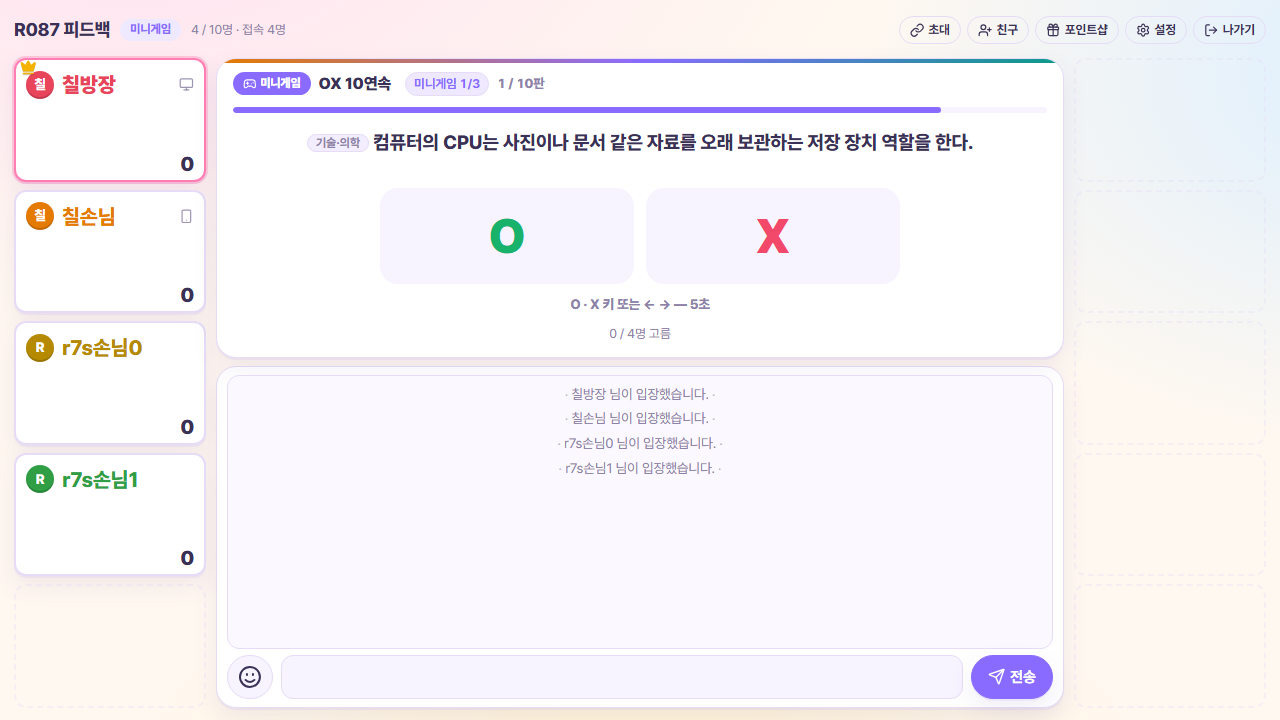 R087 피드백 미니게임 4 / 10명 · 접속 4명
초대 친구 포인트샵 설정 나가기
칠 칠방장
0
칠 칠손님
0
R r7s손님0
0
R r7s손님1
0
미니게임 OX 10연속 미니게임 1/3 1 / 10판
기술·의학 컴퓨터의 CPU는 사진이나 문서 같은 자료를 오래 보관하는 저장 장치 역할을 한다.
O X
O · X 키 또는 ← → — 5초
0 / 4명 고름
· 칠방장 님이 입장했습니다. ·
· 칠손님 님이 입장했습니다. ·
· r7s손님0 님이 입장했습니다. ·
· r7s손님1 님이 입장했습니다. ·
전송